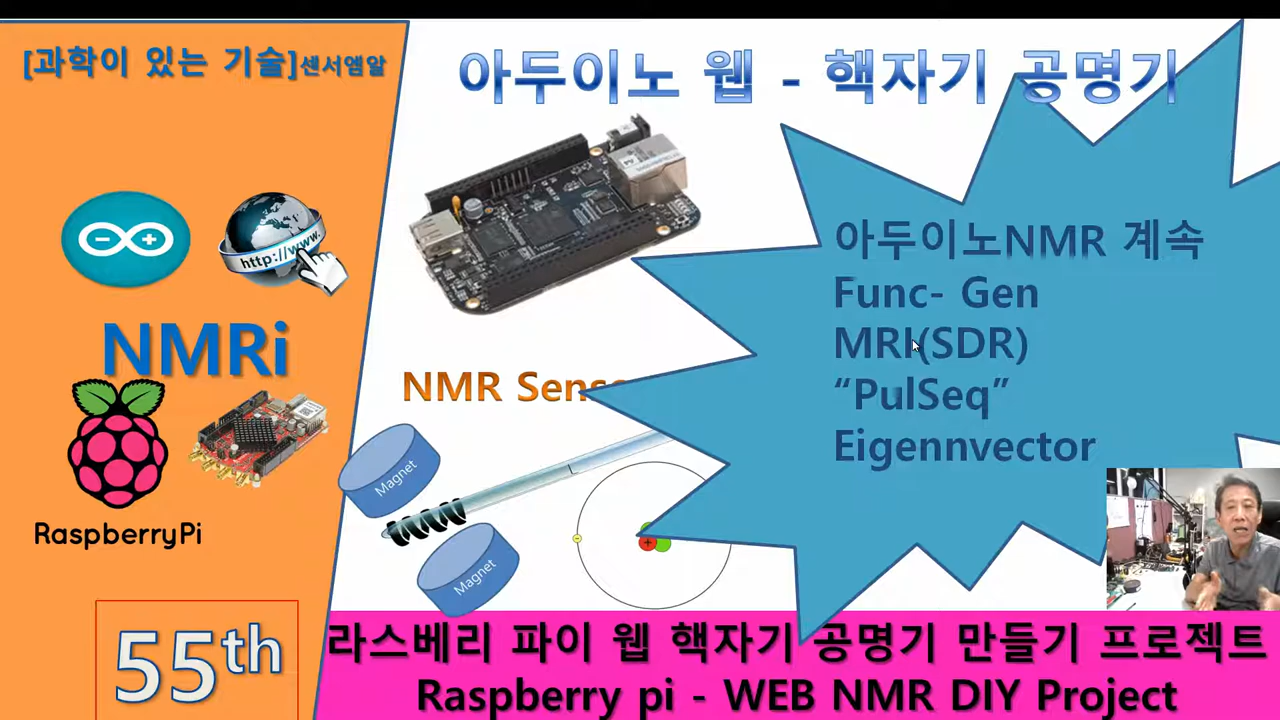 [과학이 있는 기술]센서엠알
아두이노 웹 - 핵자기 공명기
http://www.
NMRi
RaspberryPi
아두이노NMR 계속
Func- Gen
MRI(SDR)
“PulSeq”
Eigennvector
NMR Sens
Magnet
Magnet
55th
라스베리 파이 웹 핵자기 공명기 만들기 프로젝트
Raspberry pi - WEB NMR DIY Project